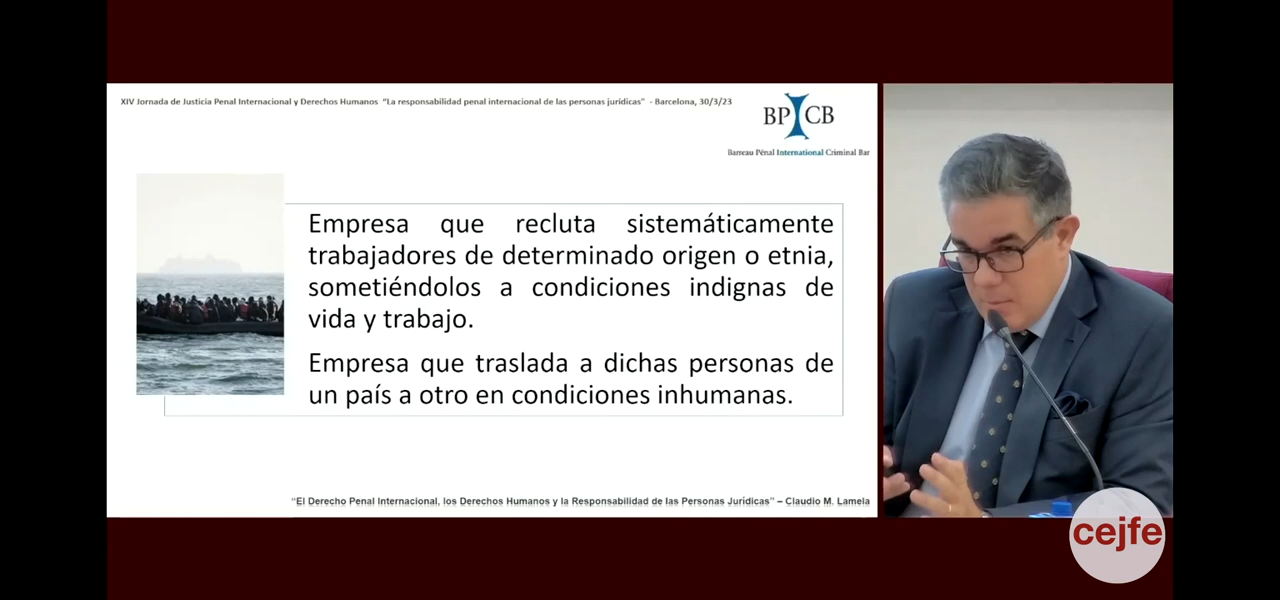 XIV Jornada de Justicia Penal Internacional y Derechos Humanos "La responsabilidad penal internacional de las personas jurídicas" - Barcelona, 30/3/23
BPICB
Barreau Pénal International Criminal Bar
Empresa que recluta sistemáticamente
trabajadores de determinado origen o etnia,
sometiéndolos a condiciones indignas de
vida y trabajo.
Empresa que traslada a dichas personas de
un país a otro en condiciones inhumanas.
"El Derecho Penal Internacional, los Derechos Humanos y la Responsabilidad de las Personas Jurídicas" – Claudio M. Lamela
cejfe